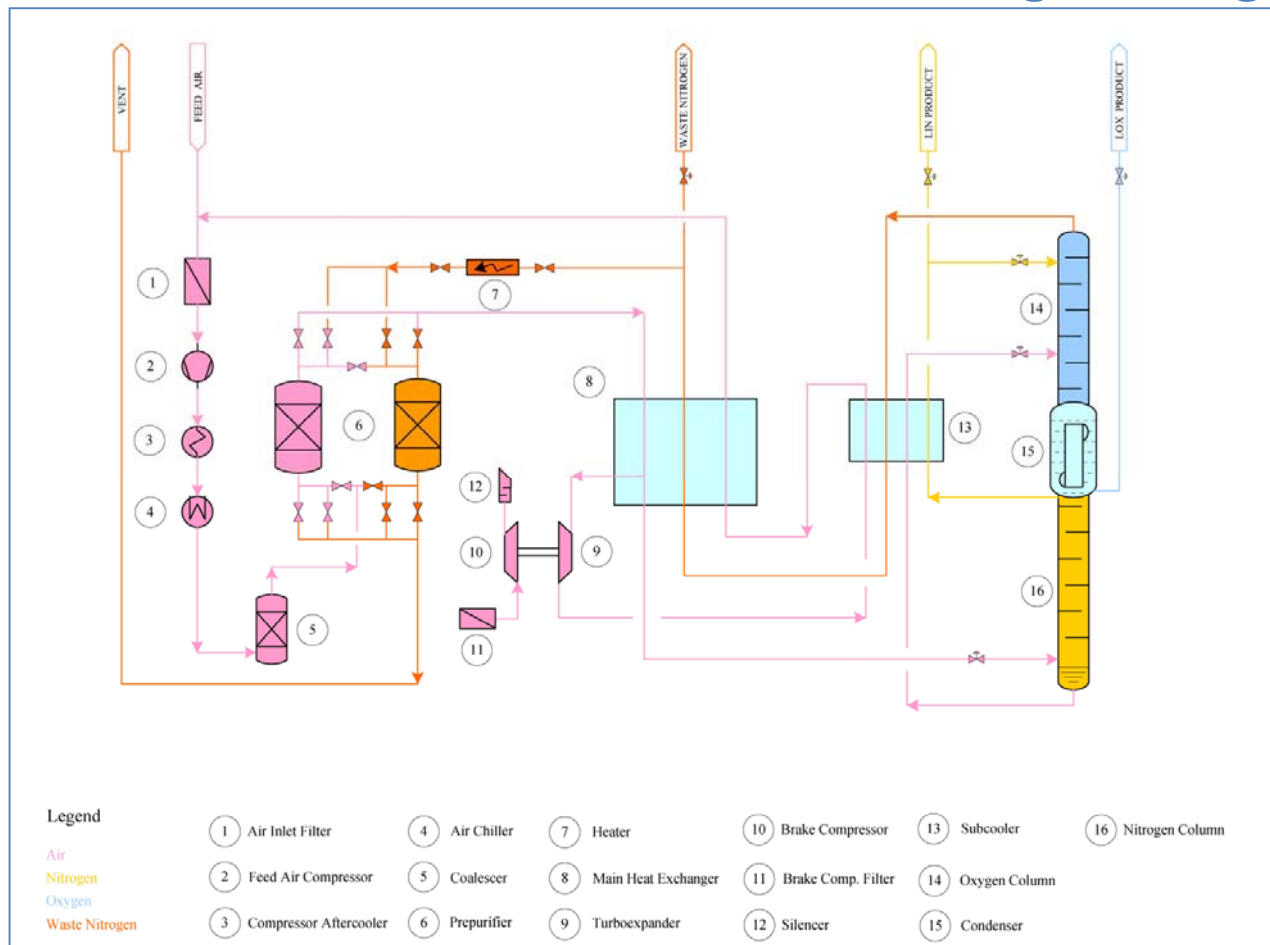 VENT
FEED AIR
WASTE NITROGEN
LIN PRODUCT
LOX PRODUCT
1
2
3
4
5
6
7
8
9
10
11
12
13
14
15
16
Legend
Air
Nitrogen
Oxygen
Waste Nitrogen
1 Air Inlet Filter
2 Feed Air Compressor
3 Compressor Aftercooler
4 Air Chiller
5 Coalescer
6 Prepurifier
7 Heater
8 Main Heat Exchanger
9 Turboexpander
10 Brake Compressor
11 Brake Comp. Filter
12 Silencer
13 Subcooler
14 Oxygen Column
15 Condenser
16 Nitrogen Column